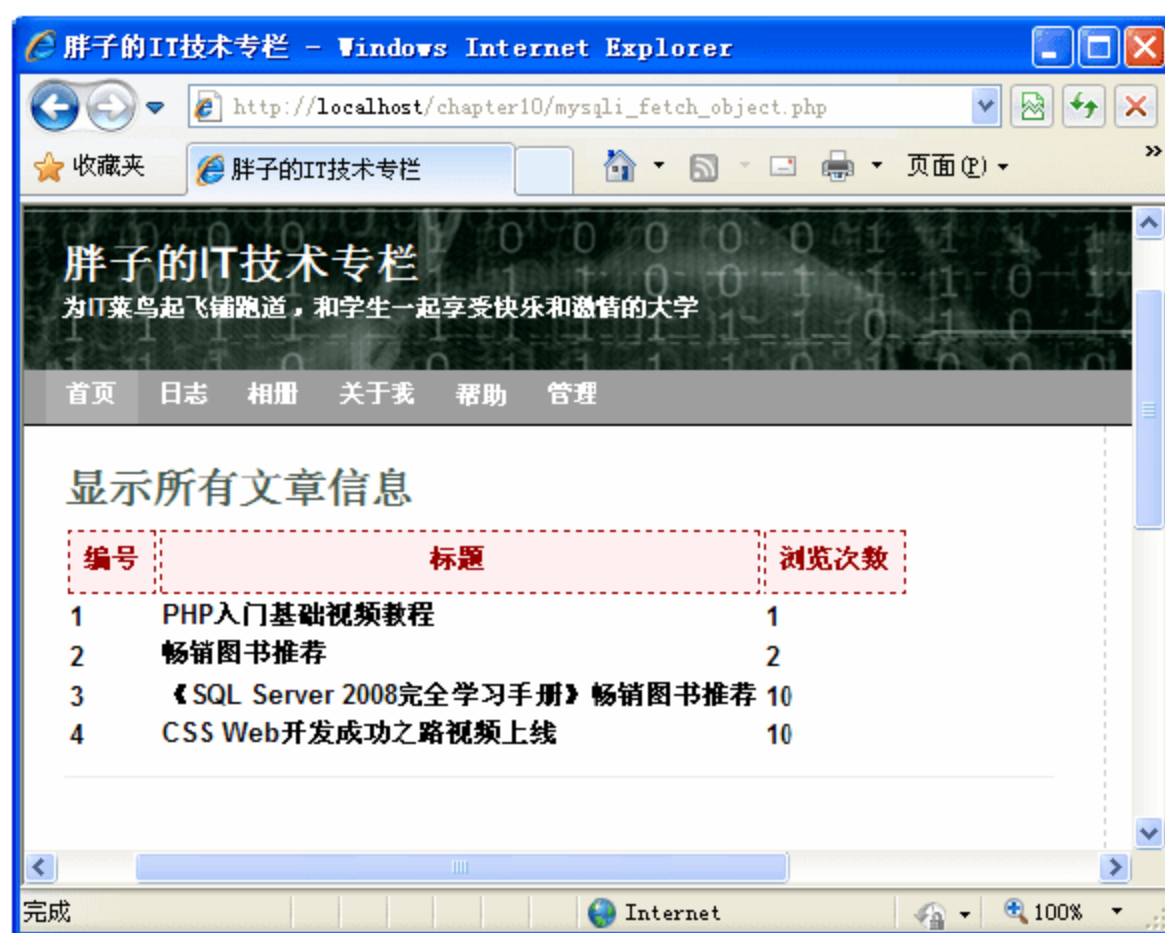 胖子的IT技术专栏 - Windows Internet Explorer
http://localhost/chapter10/mysqli_fetch_object.php
收藏夹 胖子的IT技术专栏 页面(P) »
胖子的IT技术专栏
为IT菜鸟起飞铺跑道，和学生一起享受快乐和激情的大学
首页 日志 相册 关于我 帮助 管理
显示所有文章信息
编号 标题 浏览次数
1 PHP入门基础视频教程 1
2 畅销图书推荐 2
3 《SQL Server 2008完全学习手册》畅销图书推荐 10
4 CSS Web开发成功之路视频上线 10
完成 Internet 100%